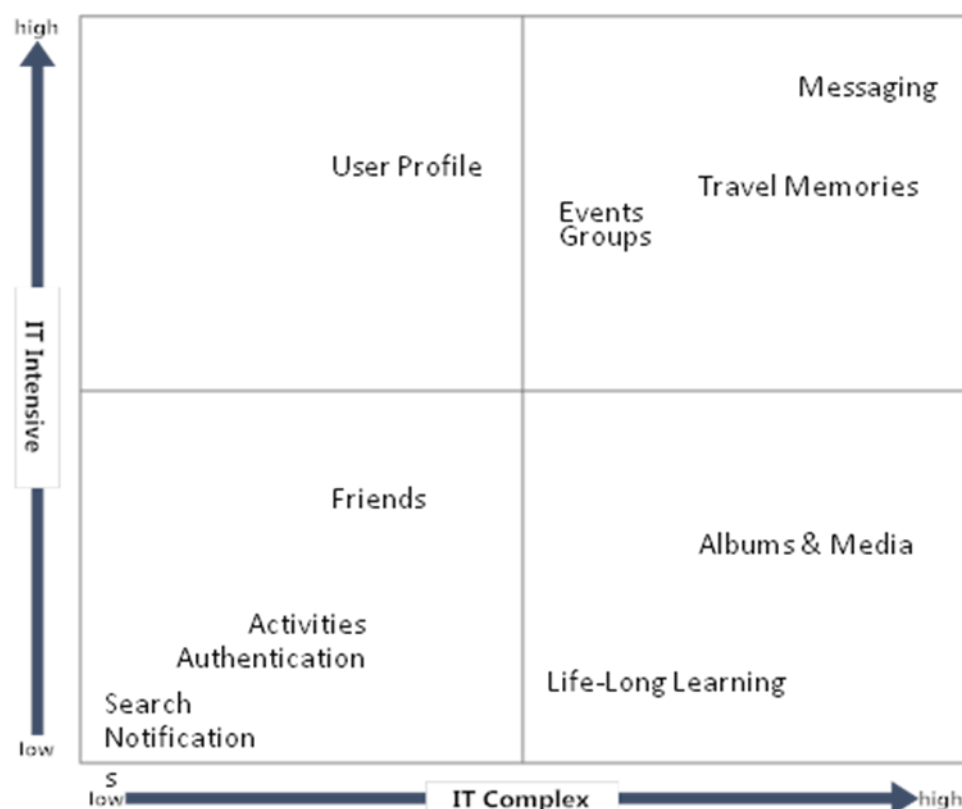 high
Messaging
User Profile
Travel Memories
Events
Groups
IT Intensive
Friends
Albums & Media
Activities
Authentication
Life-Long Learning
Search
Notification
low
s
low
IT Complex
high